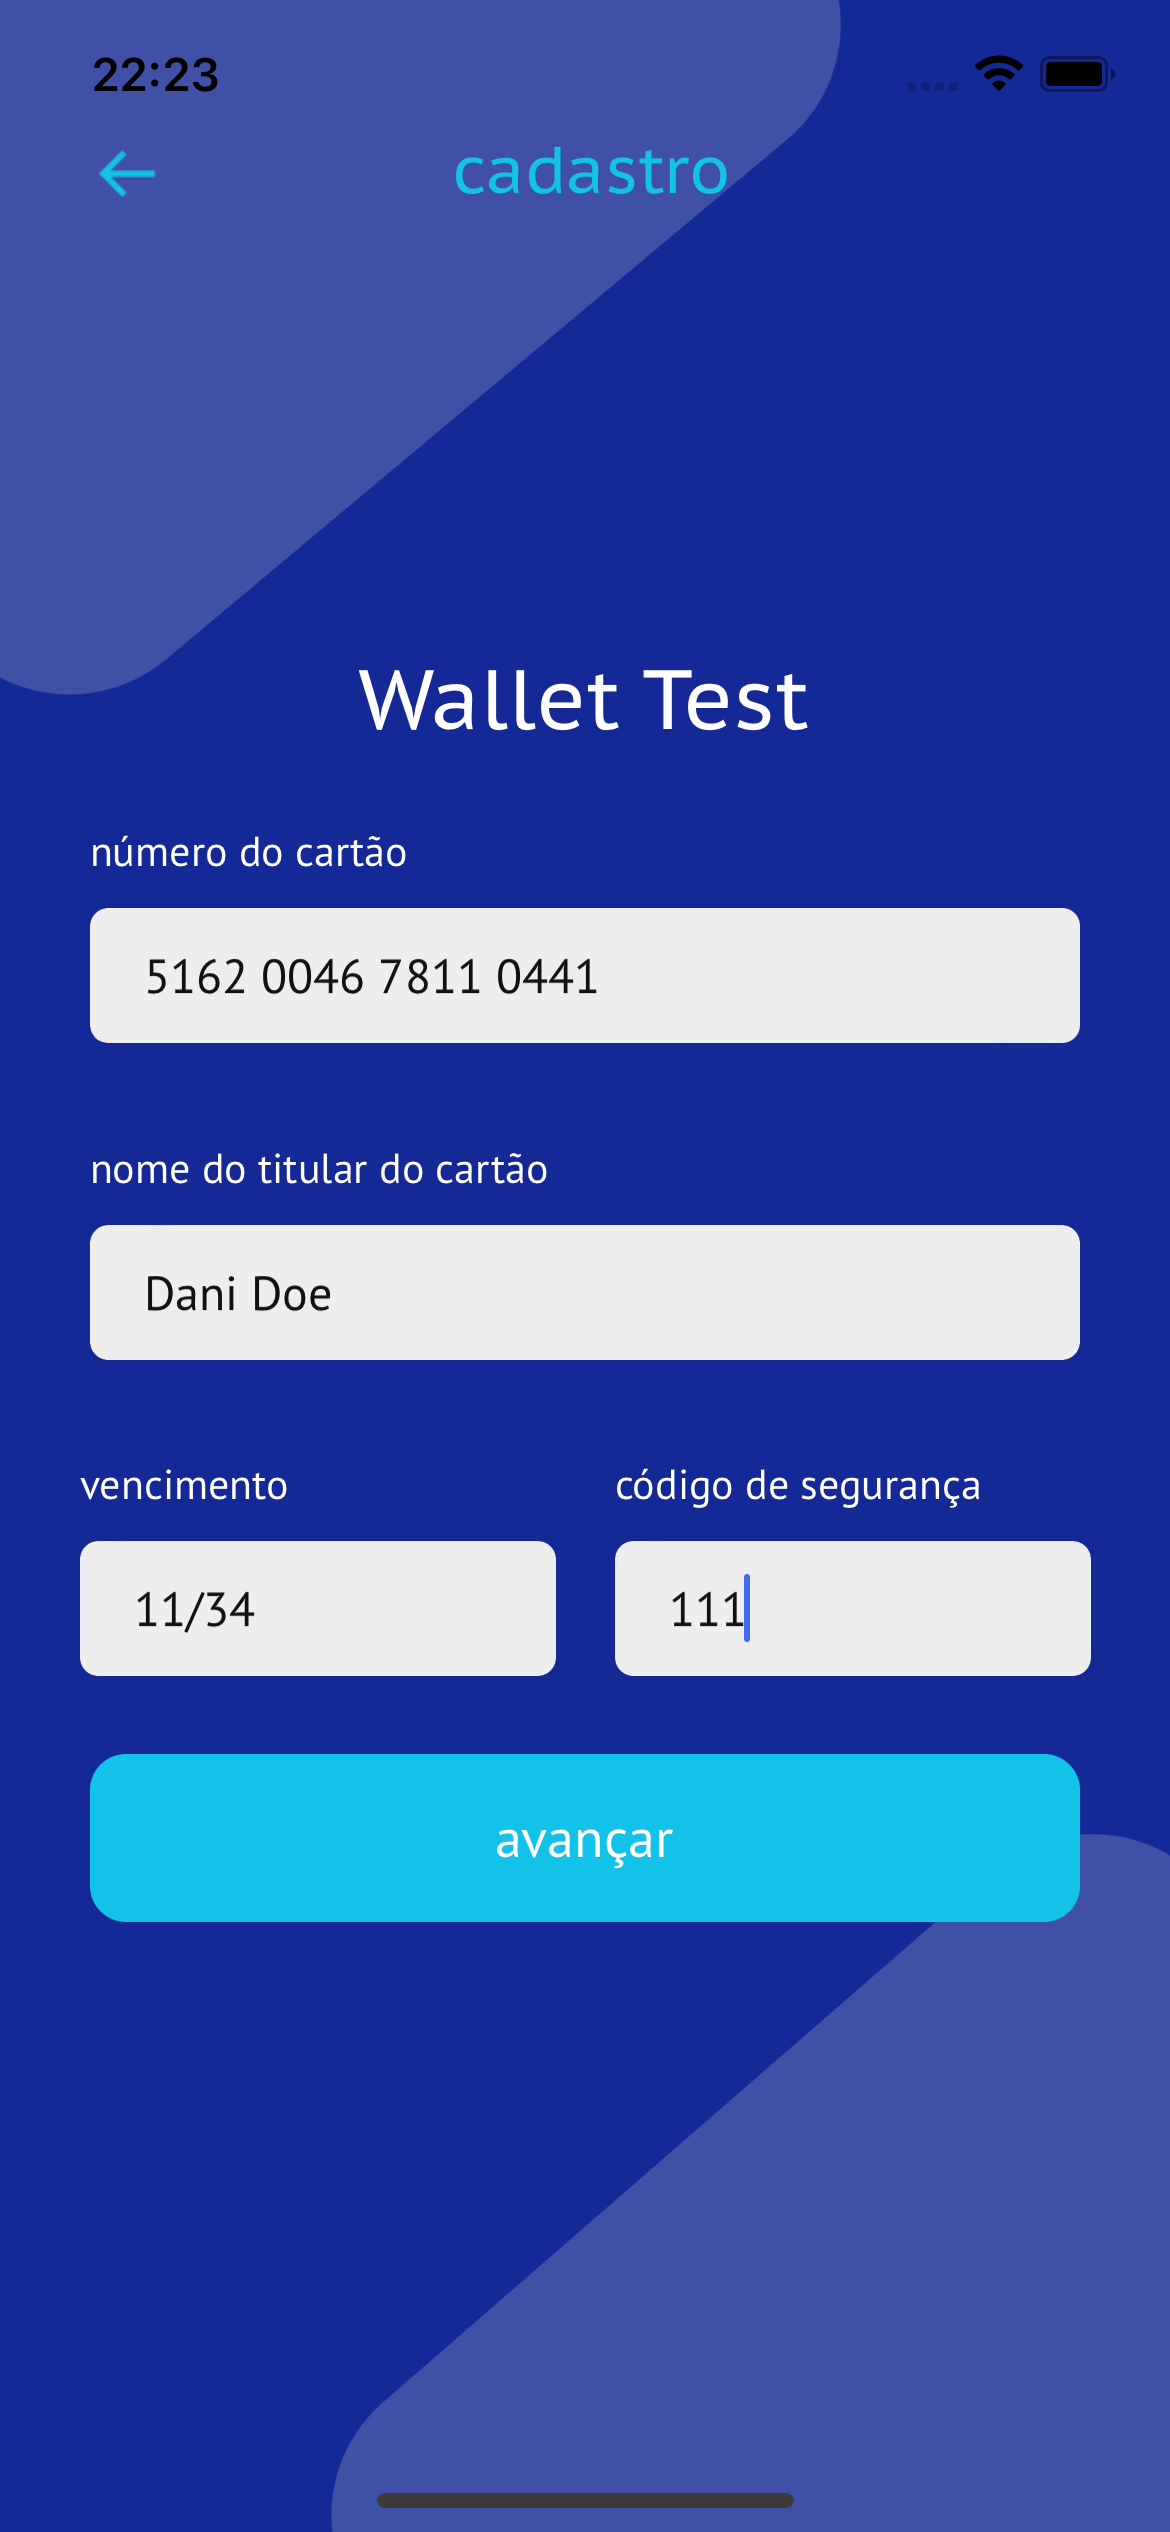 22:23
cadastro
Wallet Test
número do cartão
5162 0046 7811 0441
nome do titular do cartão
Dani Doe
vencimento
código de segurança
11/34
111
avançar